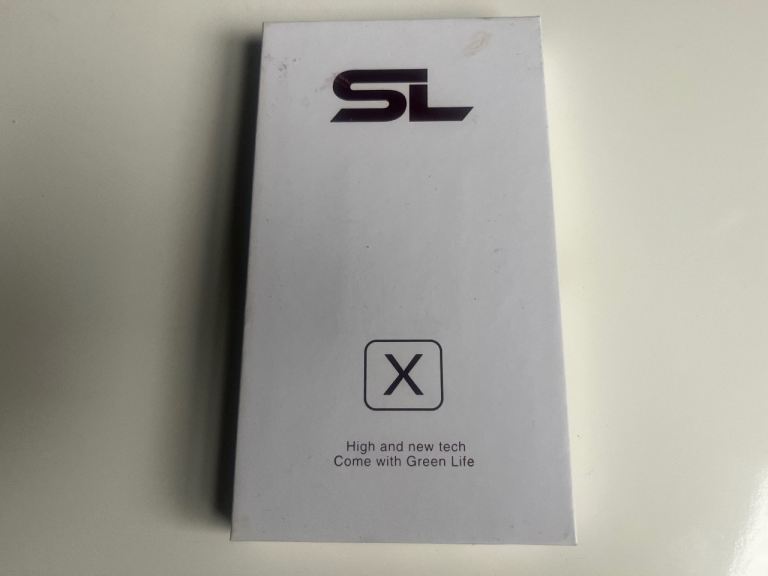 SL
X
High and new tech
Come with Green Life